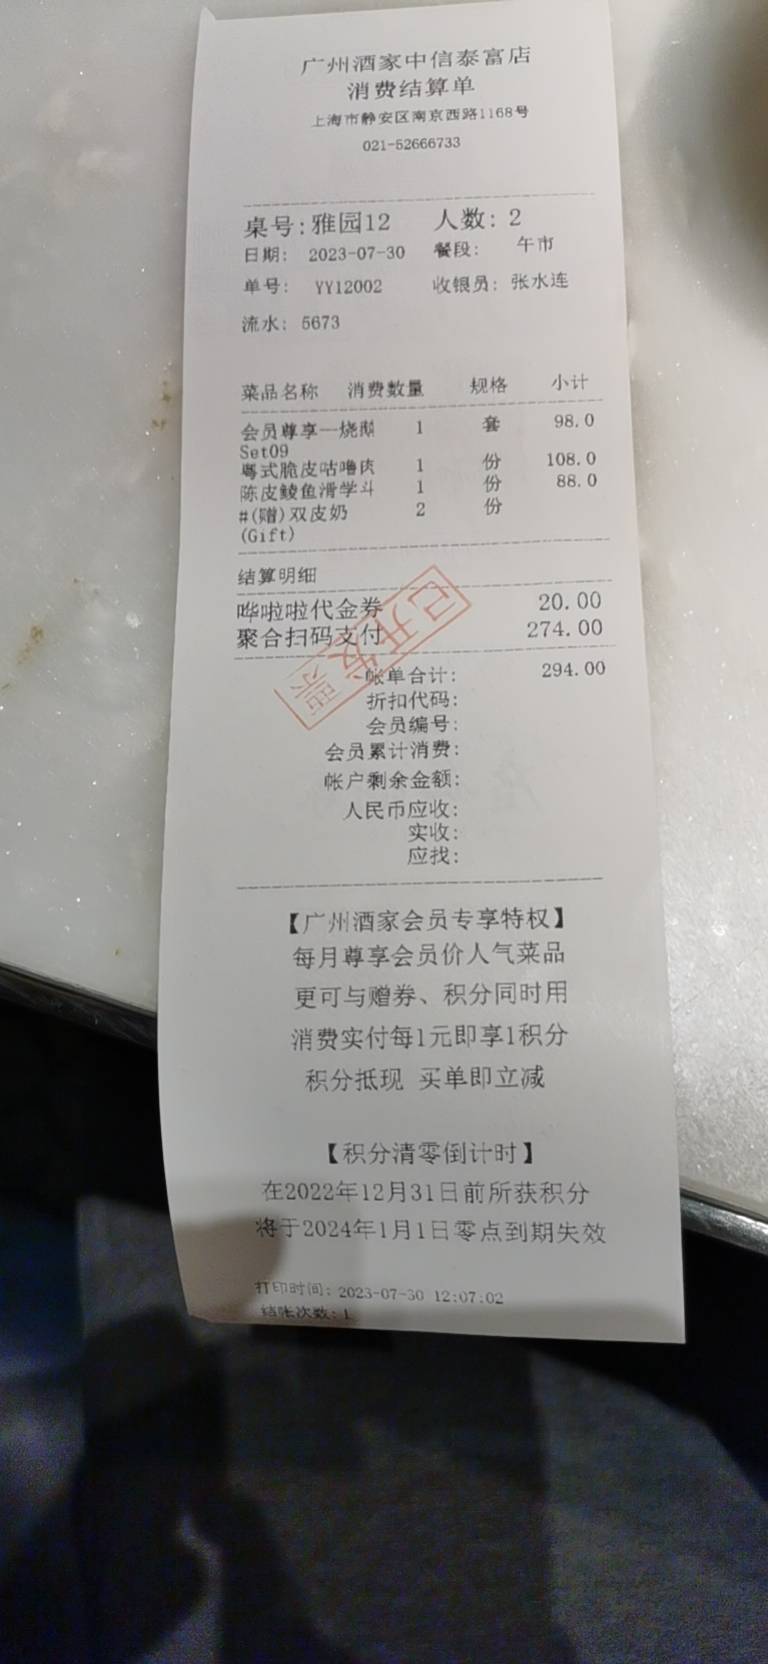 广州酒家中信泰富店
消费结算单
上海市静安区南京西路1168号
021-52666733
桌号:雅园12 人数: 2
日期: 2023-07-30 餐段: 午市
单号: YY12002 收银员: 张水连
流水: 5673
菜品名称 消费数量 规格 小计
会员尊享一烧鹅 1 套 98.0
Set09
粤式脆皮咕噜肉 1 份 108.0
陈皮鲮鱼滑学斗 1 份 88.0
#(赠)双皮奶 2 份
(Gift)
结算明细
哗啦啦代金券 20.00
聚合扫码支付 274.00
已开发票
帐单合计: 294.00
折扣代码:
会员编号:
会员累计消费:
帐户剩余金额:
人民币应收:
实收:
应找:
【广州酒家会员专享特权】
每月尊享会员价人气菜品
更可与赠券、积分同时用
消费实付每1元即享1积分
积分抵现 买单即立减
【积分清零倒计时】
在2022年12月31日前所获积分
将于2024年1月1日零点到期失效
打印时间: 2023-07-30 12:07:02
结账次数: 1